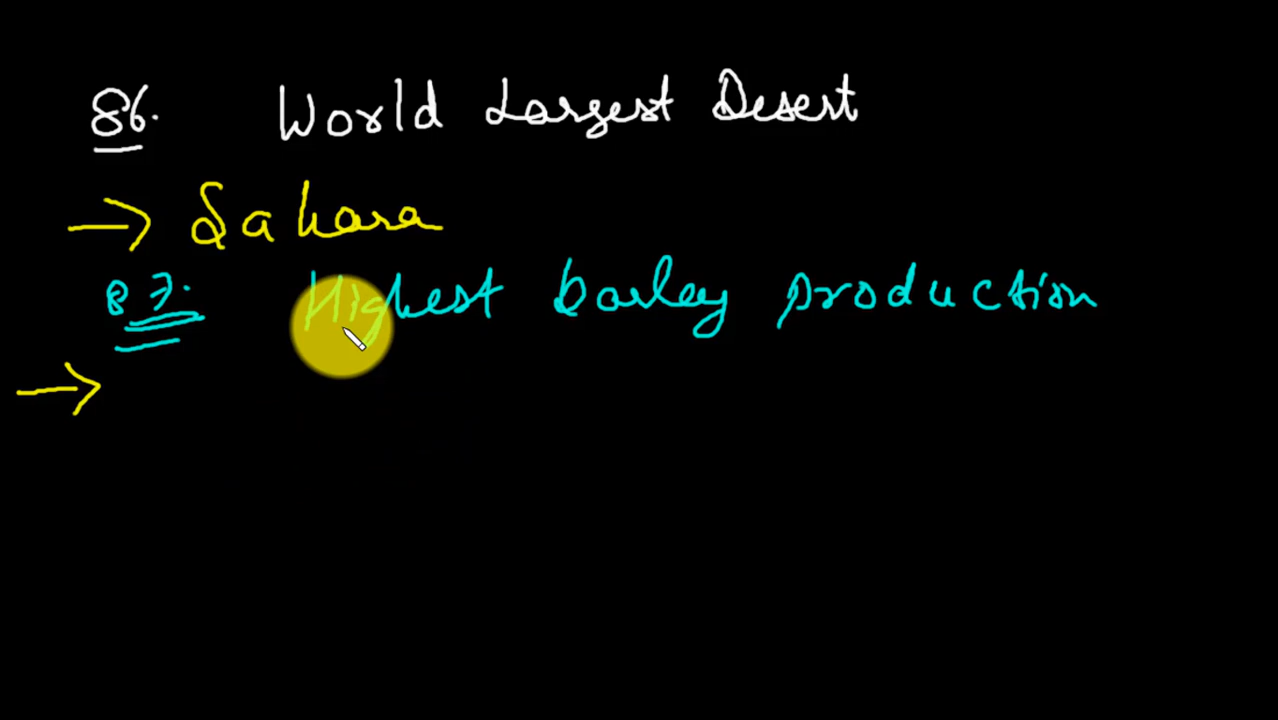 86. World Largest Desert
→ Sahara
87. Highest barley production
→